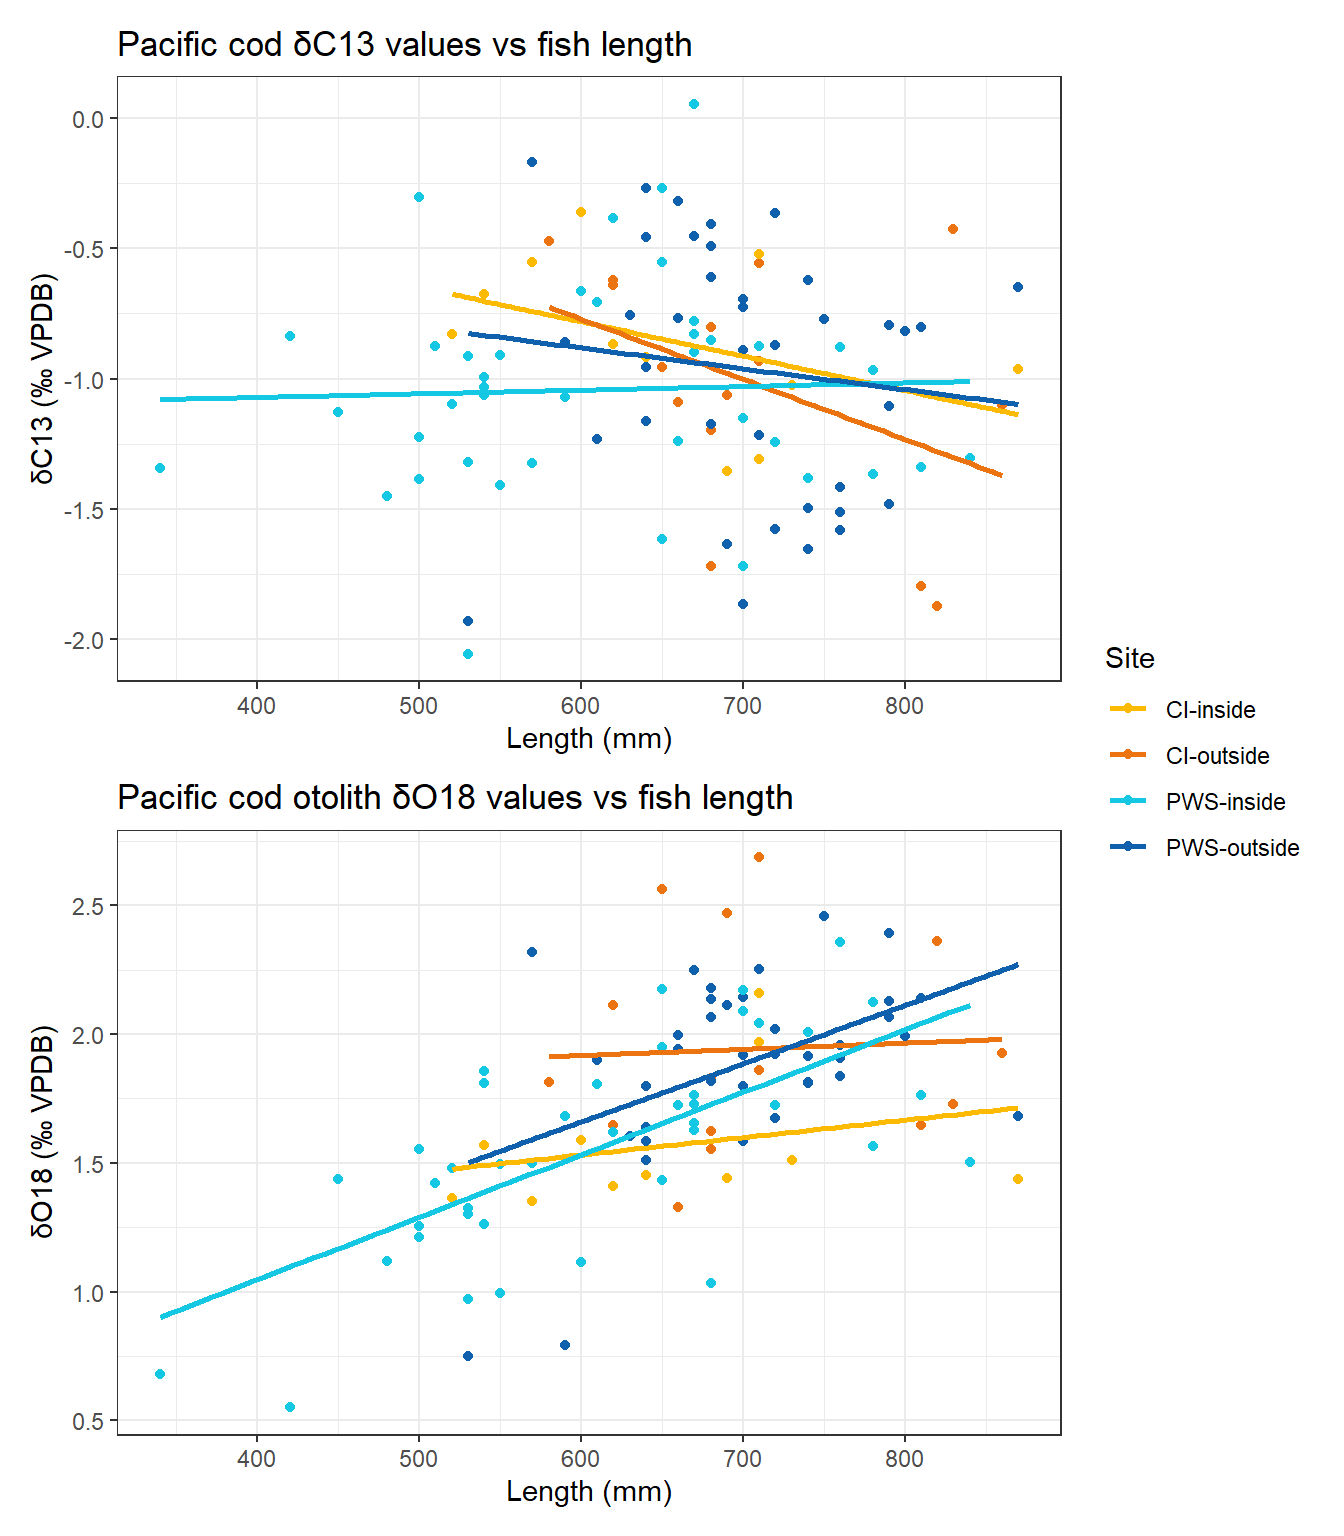 Pacific cod δC13 values vs fish length
0.0
-0.5
-1.0
-1.5
-2.0
δC13 (‰ VPDB)
400 500 600 700 800
Length (mm)
Site
CI-inside
CI-outside
PWS-inside
PWS-outside
Pacific cod otolith δO18 values vs fish length
2.5
2.0
1.5
1.0
0.5
δO18 (‰ VPDB)
400 500 600 700 800
Length (mm)